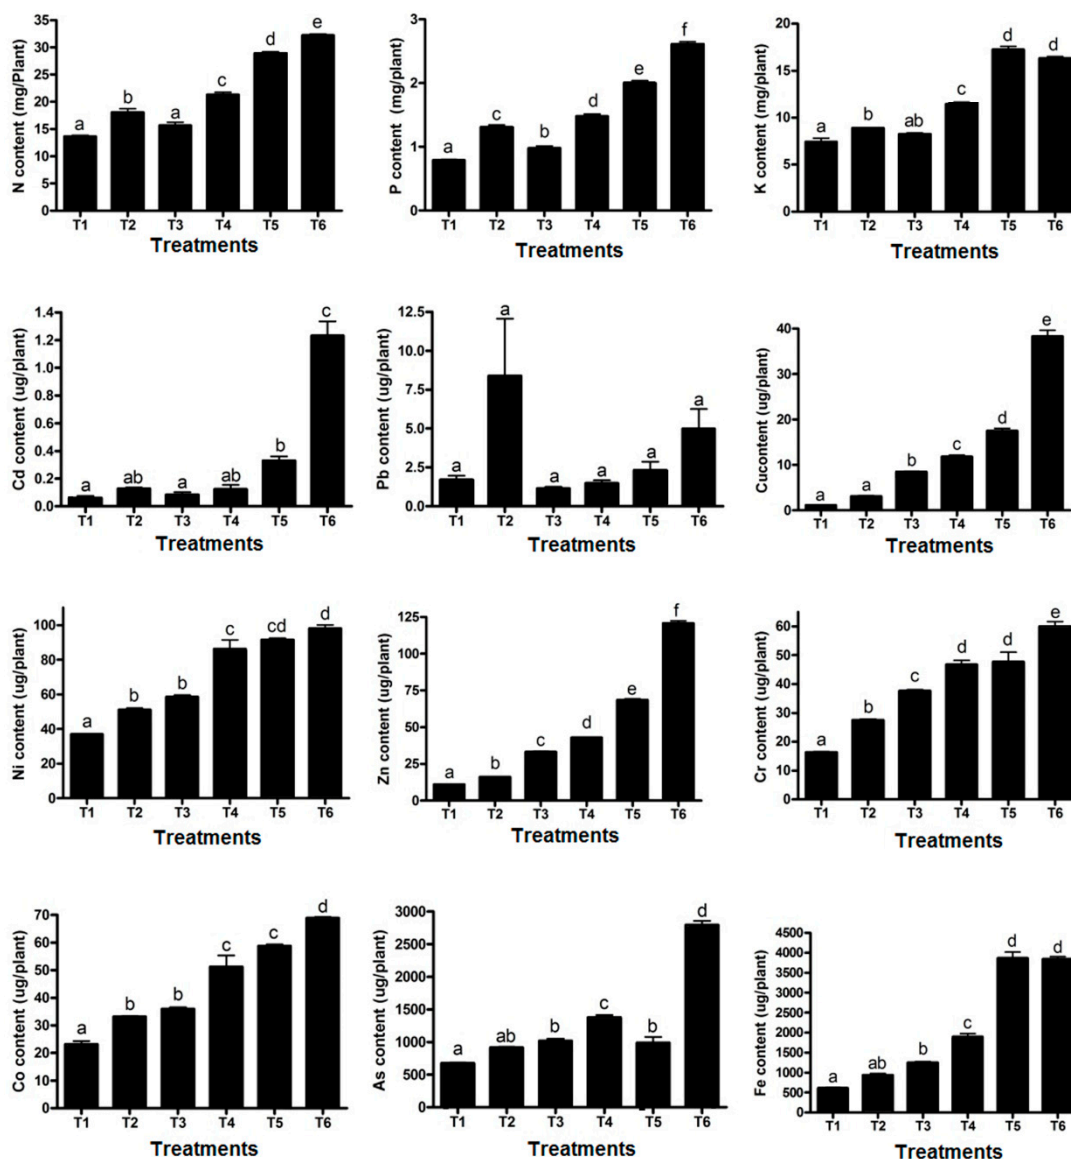 N content (mg/Plant)
35
30
25
20
15
10
5
0
a
b
a
c
d
e
T1 T2 T3 T4 T5 T6
Treatments
P content (mg/plant)
3
2
1
0
a
c
b
d
e
f
T1 T2 T3 T4 T5 T6
Treatments
K content (mg/plant)
20
15
10
5
0
a
b
ab
c
d
d
T1 T2 T3 T4 T5 T6
Treatments
Cd content (ug/plant)
1.4
1.2
1.0
0.8
0.6
0.4
0.2
0.0
a
ab
a
ab
b
c
T1 T2 T3 T4 T5 T6
Treatments
Pb content (ug/plant)
12.5
10.0
7.5
5.0
2.5
0.0
a
a
a
a
a
a
T1 T2 T3 T4 T5 T6
Treatments
Cucontent (ug/plant)
40
30
20
10
0
a
a
b
c
d
e
T1 T2 T3 T4 T5 T6
Treatments
Ni content (ug/plant)
100
80
60
40
20
0
a
b
b
c
cd
d
T1 T2 T3 T4 T5 T6
Treatments
Zn content (ug/plant)
125
100
75
50
25
0
a
b
c
d
e
f
T1 T2 T3 T4 T5 T6
Treatments
Cr content (ug/plant)
60
50
40
30
20
10
0
a
b
c
d
d
e
T1 T2 T3 T4 T5 T6
Treatments
Co content (ug/plant)
70
60
50
40
30
20
10
0
a
b
b
c
c
d
T1 T2 T3 T4 T5 T6
Treatments
As content (ug/plant)
3000
2500
2000
1500
1000
500
0
a
ab
b
c
b
d
T1 T2 T3 T4 T5 T6
Treatments
Fe content (ug/plant)
4500
4000
3500
3000
2500
2000
1500
1000
500
0
a
ab
b
c
d
d
T1 T2 T3 T4 T5 T6
Treatments